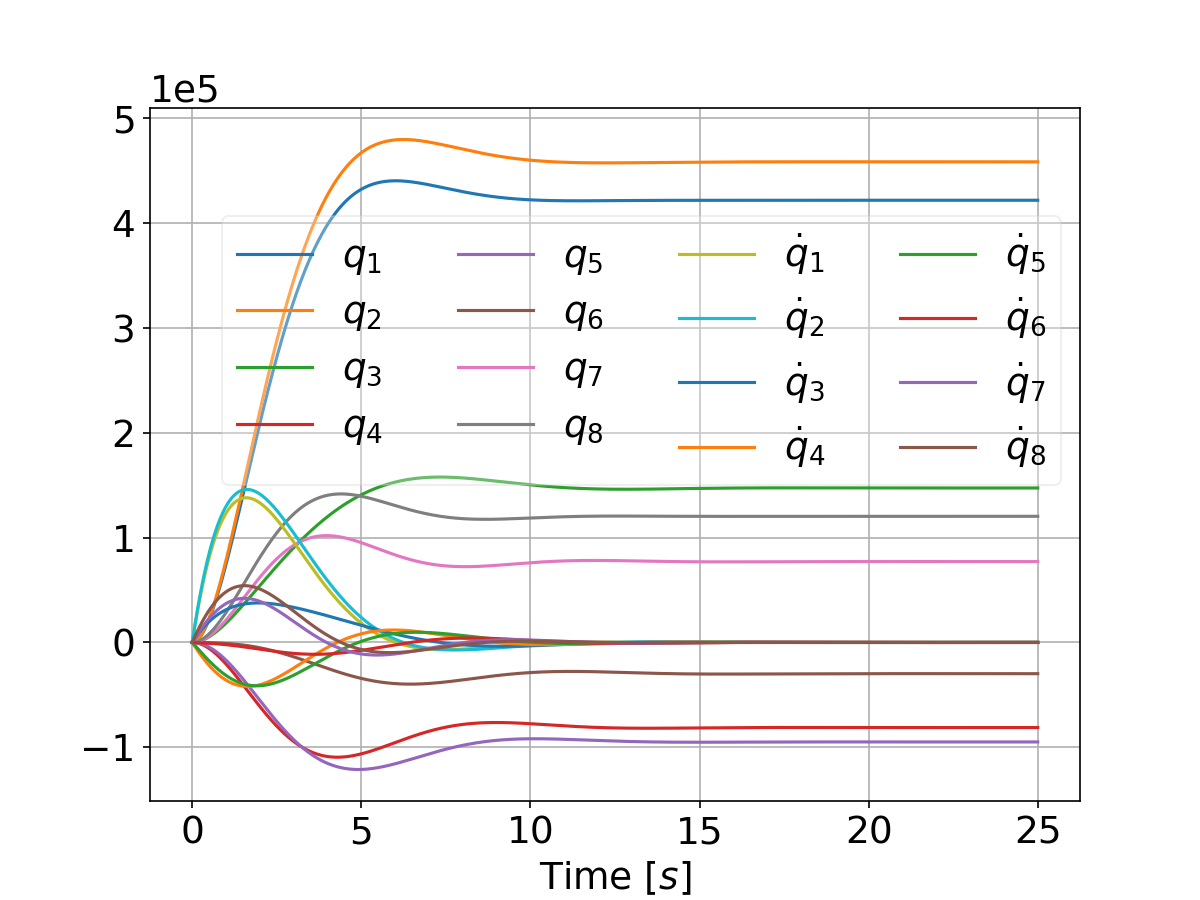 1e5
5
4
3
2
1
0
−1
q₁ q₅ q̇₁ q̇₅
q₂ q₆ q̇₂ q̇₆
q₃ q₇ q̇₃ q̇₇
q₄ q₈ q̇₄ q̇₈
0 5 10 15 20 25
Time [s]